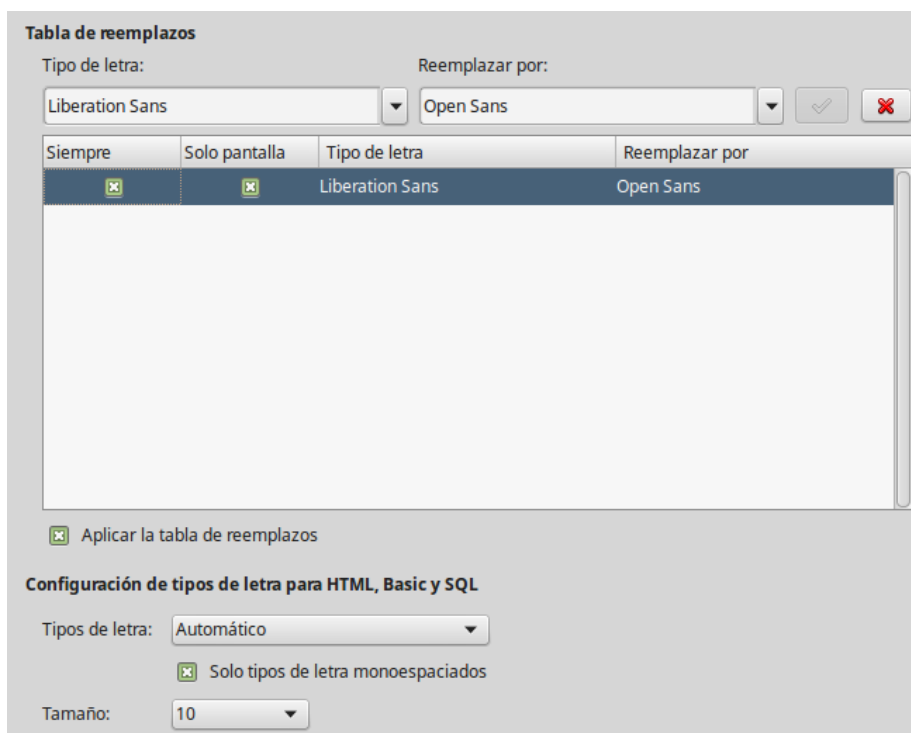 Tabla de reemplazos
Tipo de letra: Reemplazar por:
Liberation Sans Open Sans
Siempre Solo pantalla Tipo de letra Reemplazar por
Liberation Sans Open Sans
Aplicar la tabla de reemplazos
Configuración de tipos de letra para HTML, Basic y SQL
Tipos de letra: Automático
Solo tipos de letra monoespaciados
Tamaño: 10